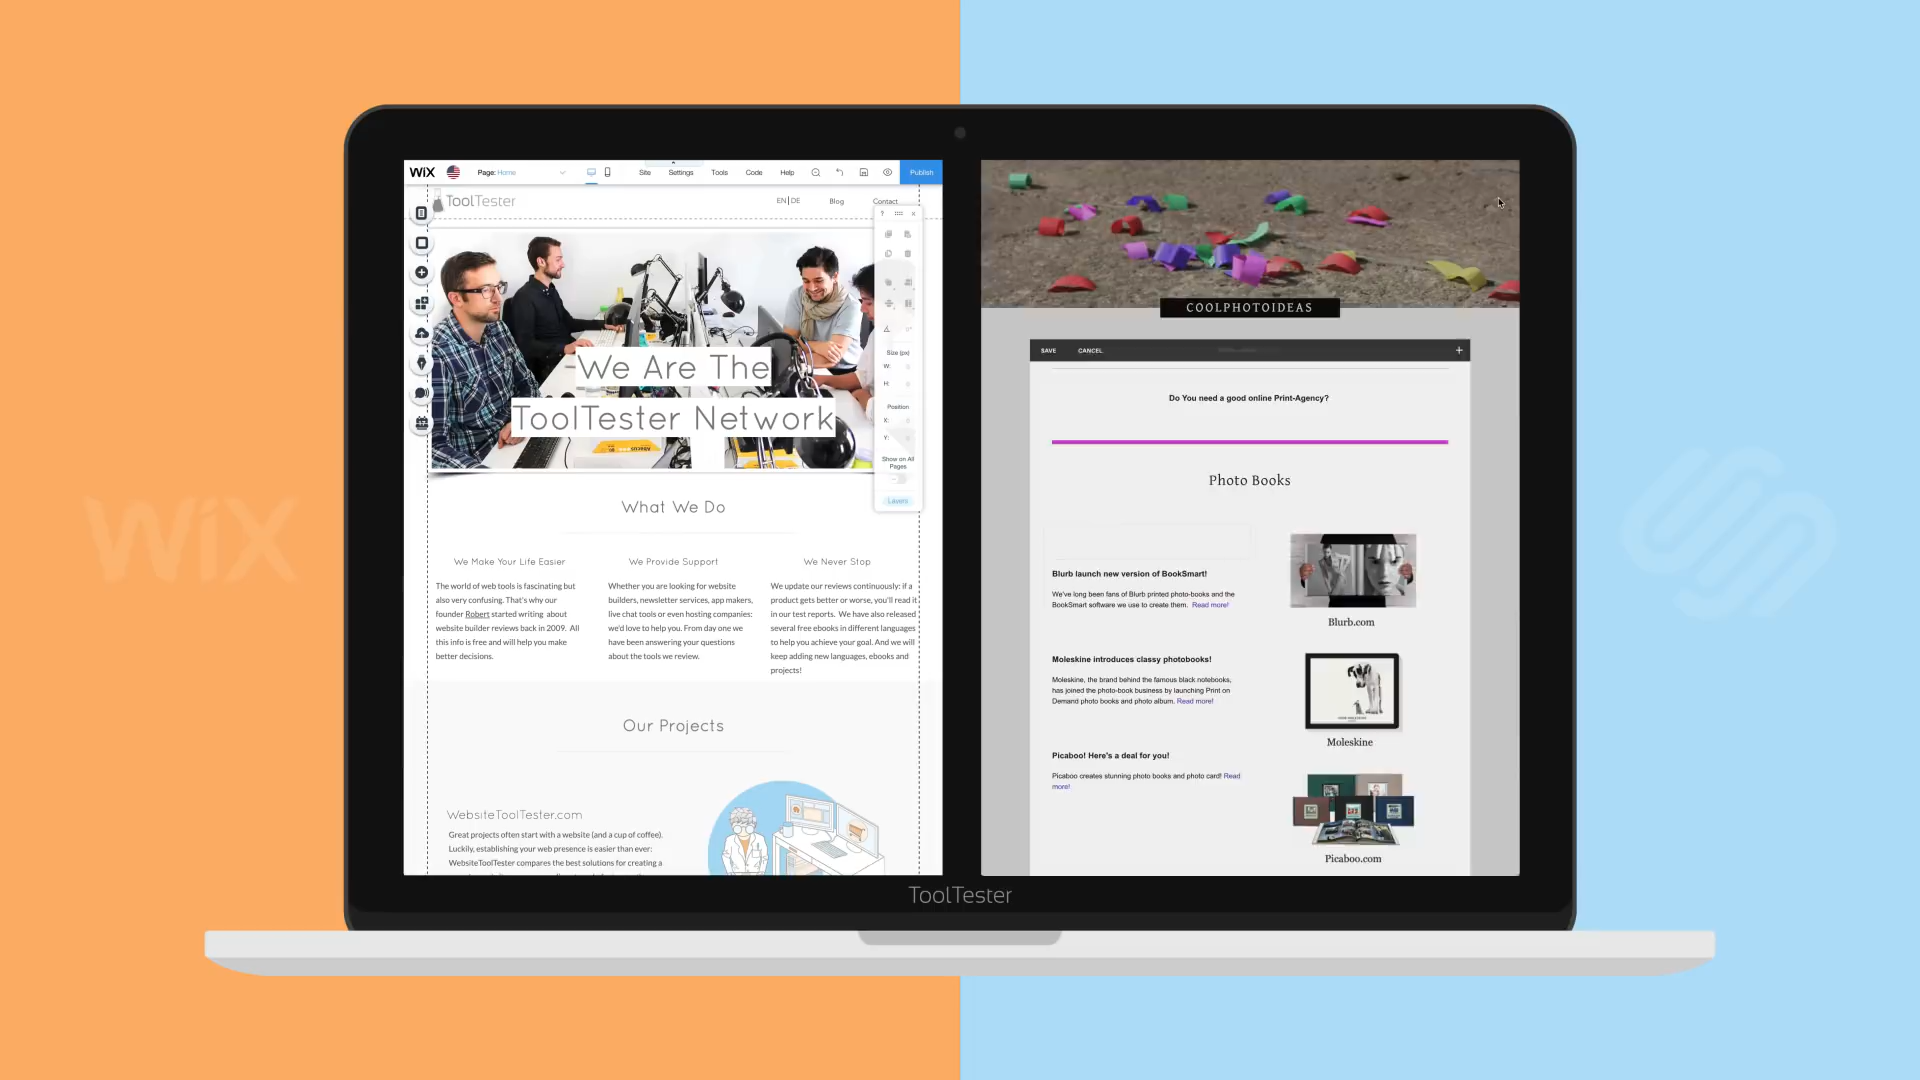 WiX
WiX
Page: Home
Site
Settings
Tools
Code
Help
Publish
ToolTester
EN | DE
Blog
Contact
?
We Are The
ToolTester Network
Size (px)
W:
H:
Position
X:
Y:
Show on All
Pages
Layers
What We Do
We Make Your Life Easier
The world of web tools is fascinating but
also very confusing. That's why our
founder Robert started writing about
website builder reviews back in 2009. All
this info is free and will help you make
better decisions.
We Provide Support
Whether you are looking for website
builders, newsletter services, app makers,
live chat tools or even hosting companies:
we'd love to help you. From day one we
have been answering your questions
about the tools we review.
We Never Stop
We update our reviews continuously: if a
product gets better or worse, you'll read it
in our test reports. We have also released
several free ebooks in different languages
to help you achieve your goal. And we will
keep adding new languages, ebooks and
projects!
Our Projects
WebsiteToolTester.com
Great projects often start with a website (and a cup of coffee).
Luckily, establishing your web presence is easier than ever:
WebsiteToolTester compares the best solutions for creating a
COOLPHOTOIDEAS
SAVE
CANCEL
Do You need a good online Print-Agency?
Photo Books
Blurb launch new version of BookSmart!
We've long been fans of Blurb printed photo-books and the
BookSmart software we use to create them. Read more!
Blurb.com
Moleskine introduces classy photobooks!
Moleskine, the brand behind the famous black notebooks,
has joined the photo-book business by launching Print on
Demand photo books and photo album. Read more!
Moleskine
Picaboo! Here's a deal for you!
Picaboo creates stunning photo books and photo card! Read
more!
Picaboo.com
ToolTester